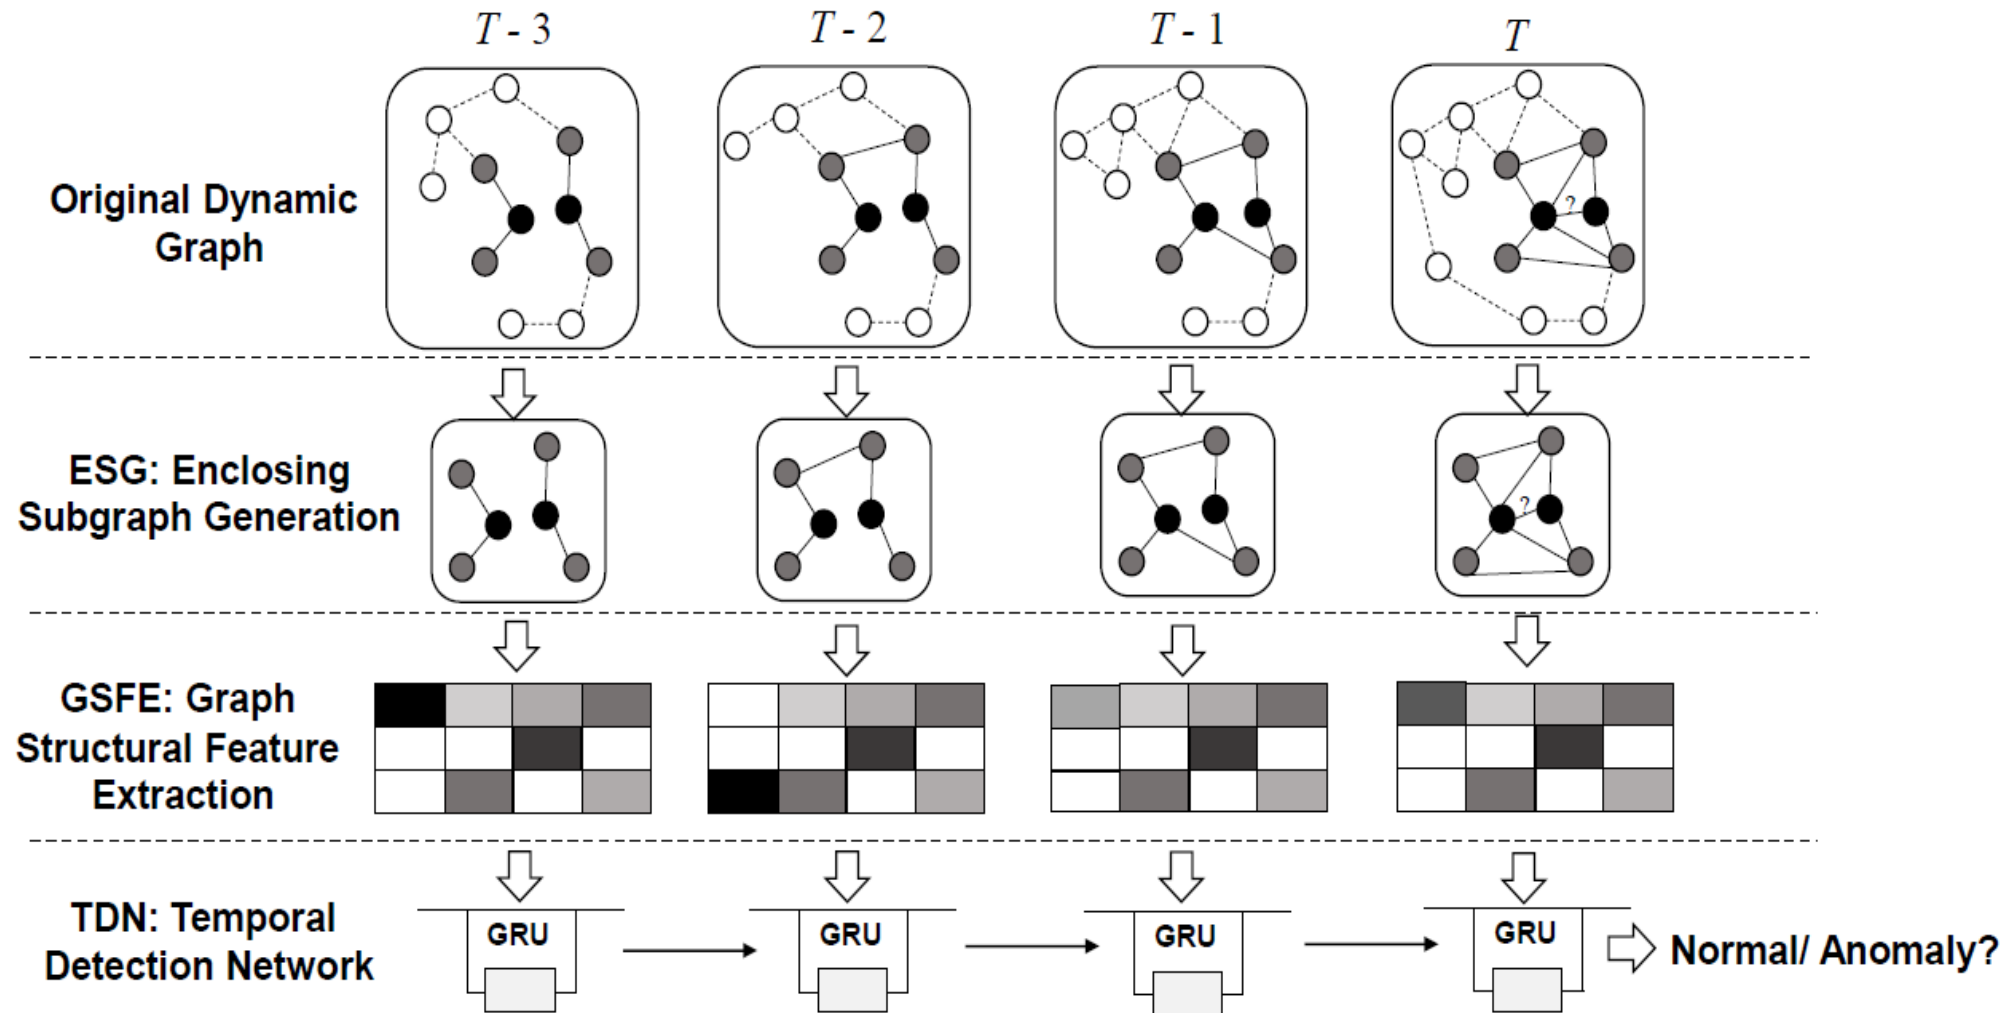 T - 3
T - 2
T - 1
T
Original Dynamic
Graph
?
ESG: Enclosing
Subgraph Generation
?
GSFE: Graph
Structural Feature
Extraction
TDN: Temporal
Detection Network
GRU
GRU
GRU
GRU
Normal/ Anomaly?